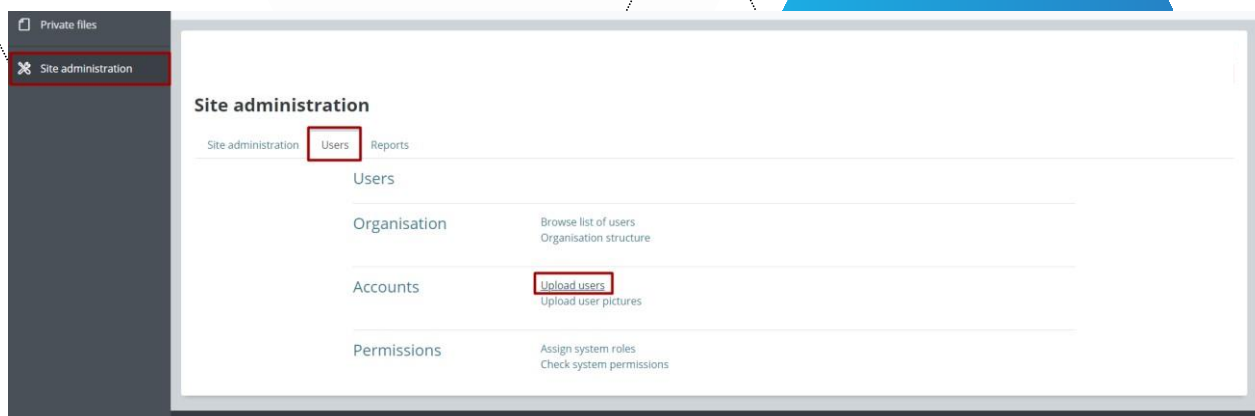 Private files
Site administration
Site administration
Site administration Users Reports
Users
Organisation
Browse list of users
Organisation structure
Accounts
Upload users
Upload user pictures
Permissions
Assign system roles
Check system permissions